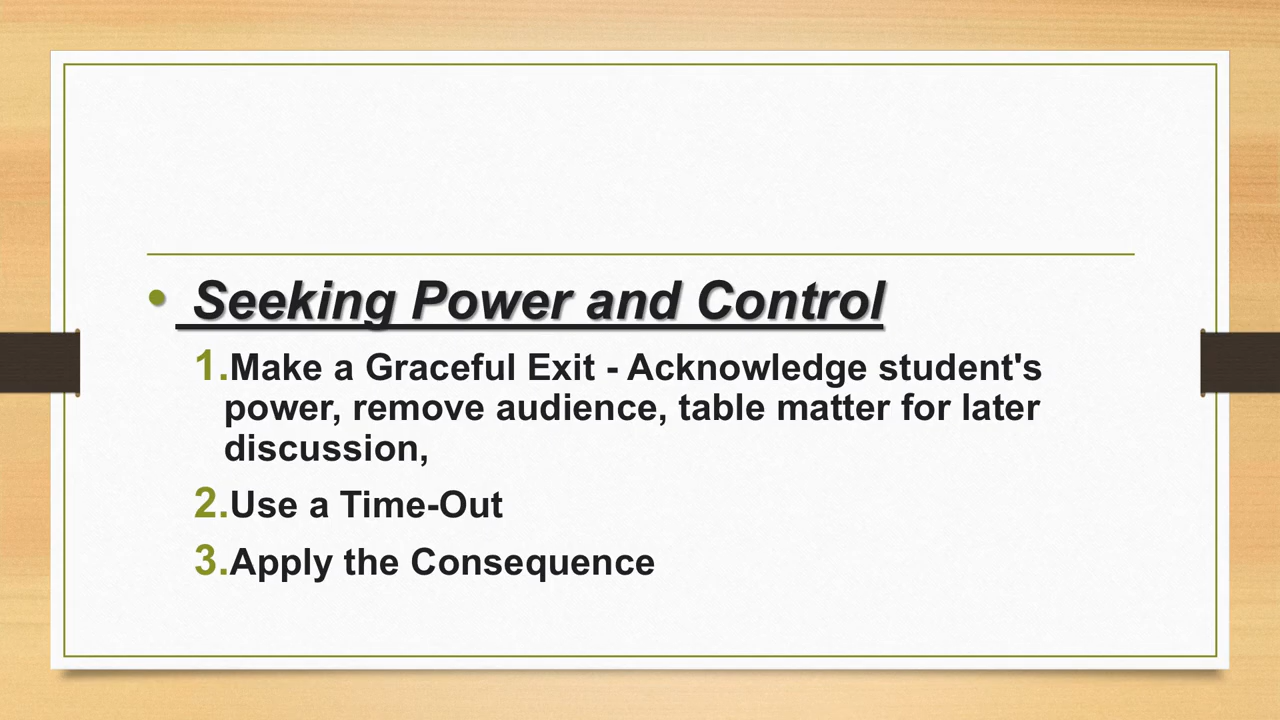 • Seeking Power and Control
1.Make a Graceful Exit - Acknowledge student's
power, remove audience, table matter for later
discussion,
2.Use a Time-Out
3.Apply the Consequence